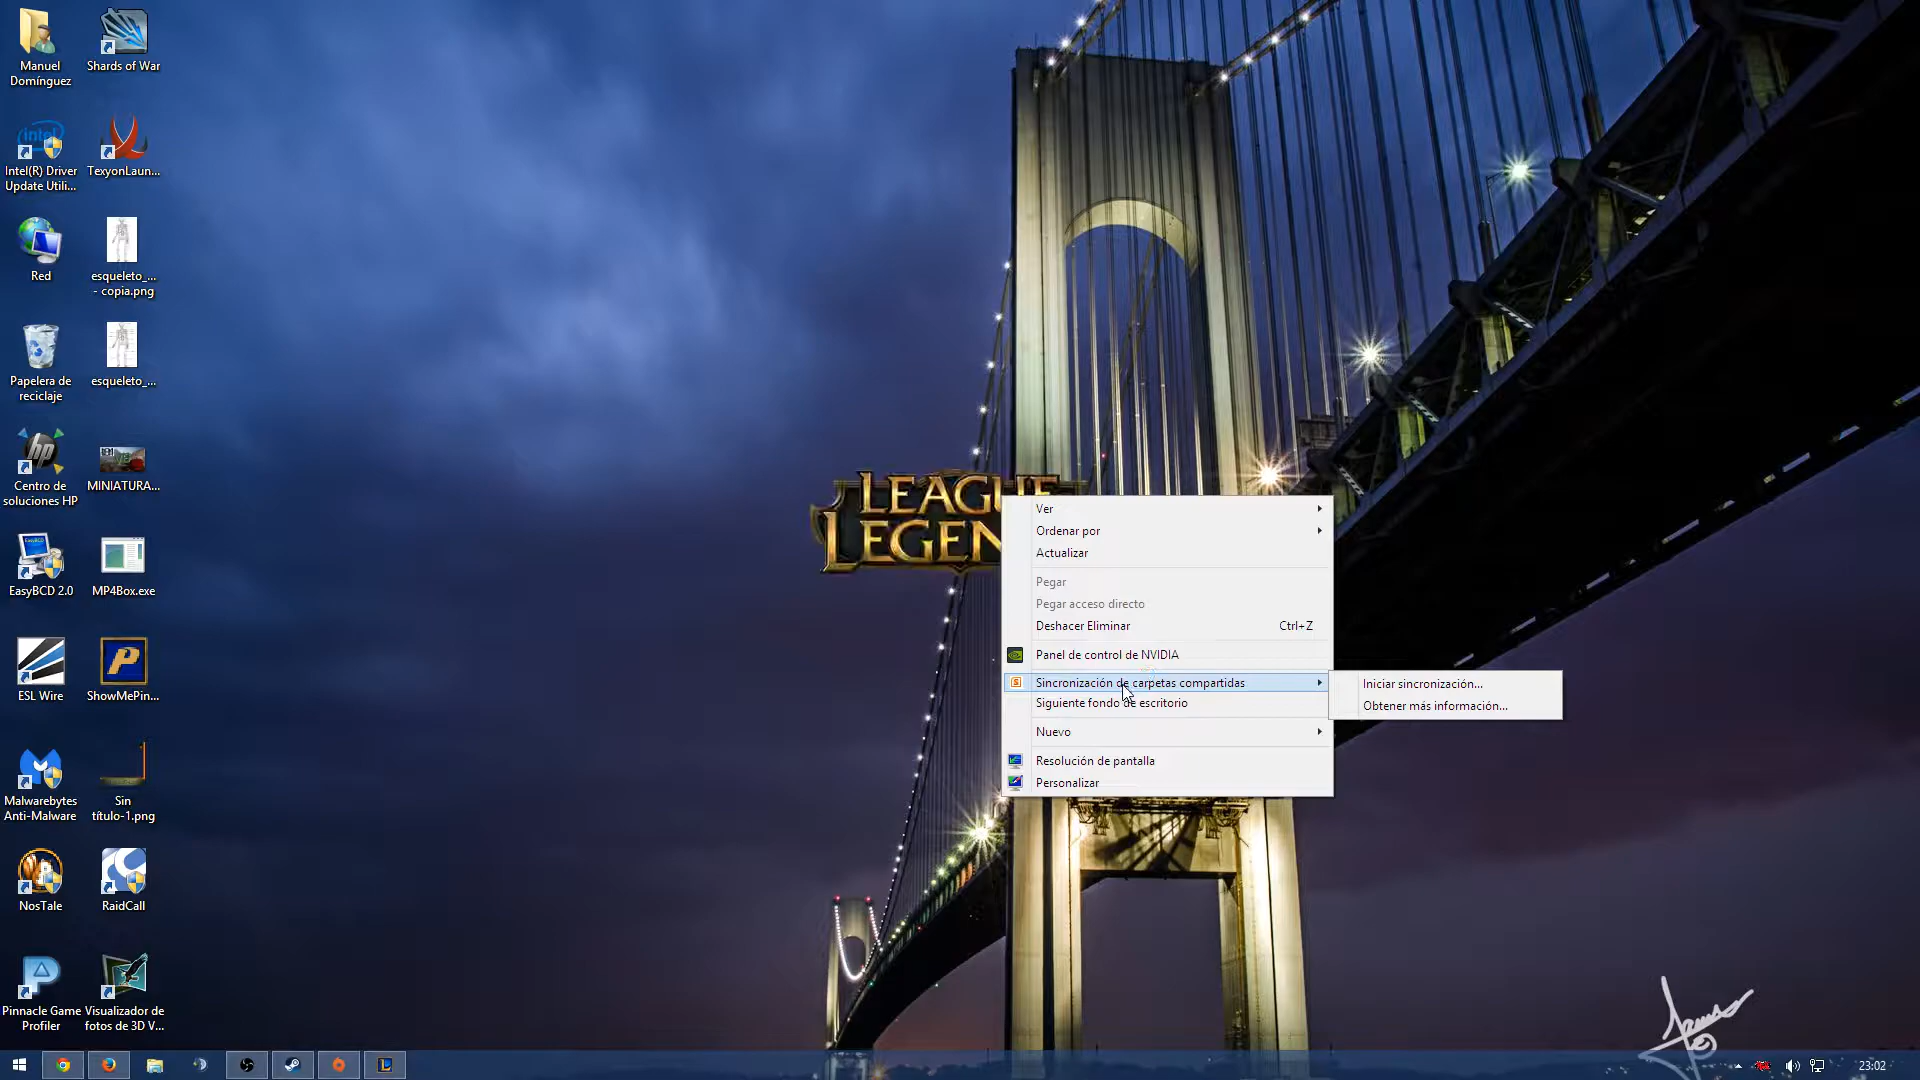 Manuel
Domínguez
Shards of War
Intel(R) Driver
Update Utili...
TexyonLaun...
Red
esqueleto_...
- copia.png
Papelera de
reciclaje
esqueleto_...
Centro de
soluciones HP
MINIATURA...
EasyBCD 2.0
MP4Box.exe
ESL Wire
ShowMePin...
Malwarebytes
Anti-Malware
Sin
título-1.png
NosTale
RaidCall
Pinnacle Game
Profiler
Visualizador de
fotos de 3D V...
LEAGUE
LEGEN
Ver
Ordenar por
Actualizar
Pegar
Pegar acceso directo
Deshacer Eliminar Ctrl+Z
Panel de control de NVIDIA
Sincronización de carpetas compartidas
Siguiente fondo de escritorio
Nuevo
Resolución de pantalla
Personalizar
Iniciar sincronización...
Obtener más información...
23:02